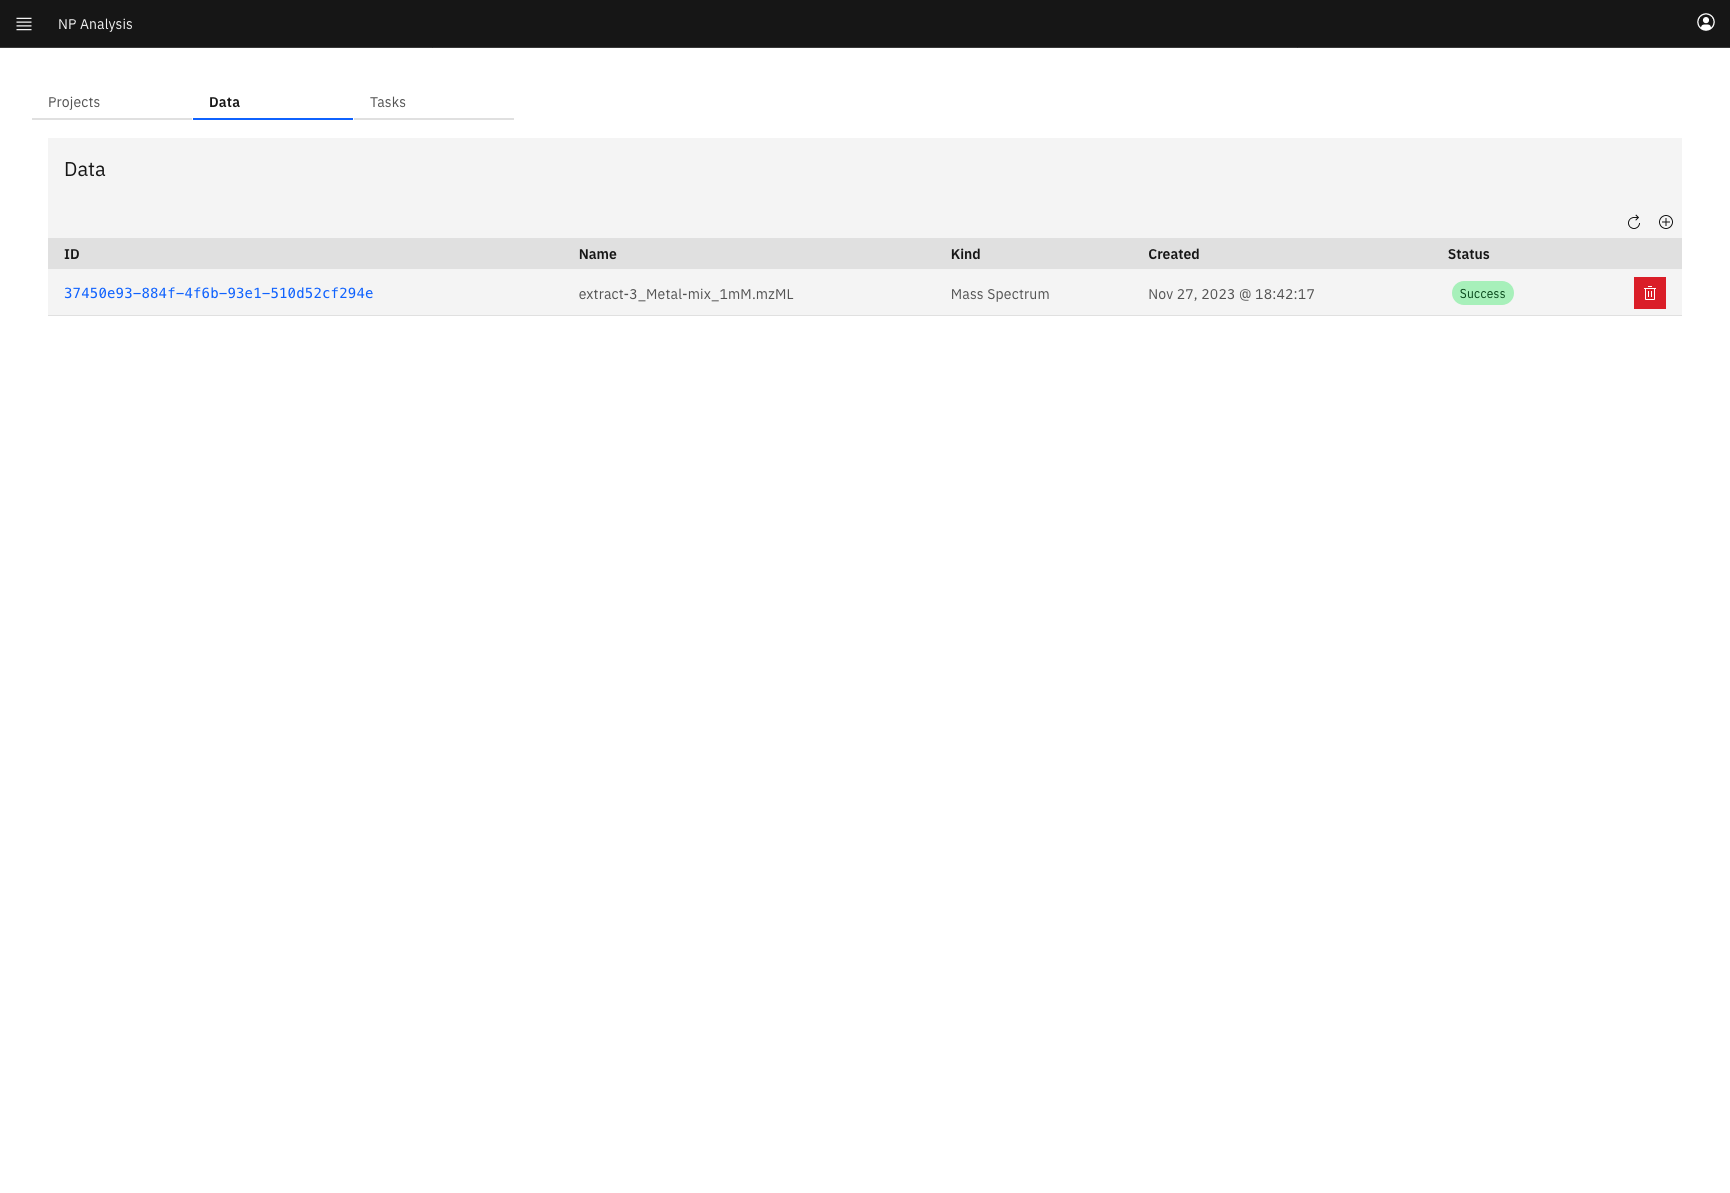 NP Analysis
Projects Data Tasks
Data
ID Name Kind Created Status
37450e93-884f-4f6b-93e1-510d52cf294e extract-3_Metal-mix_1mM.mzML Mass Spectrum Nov 27, 2023 @ 18:42:17 Success